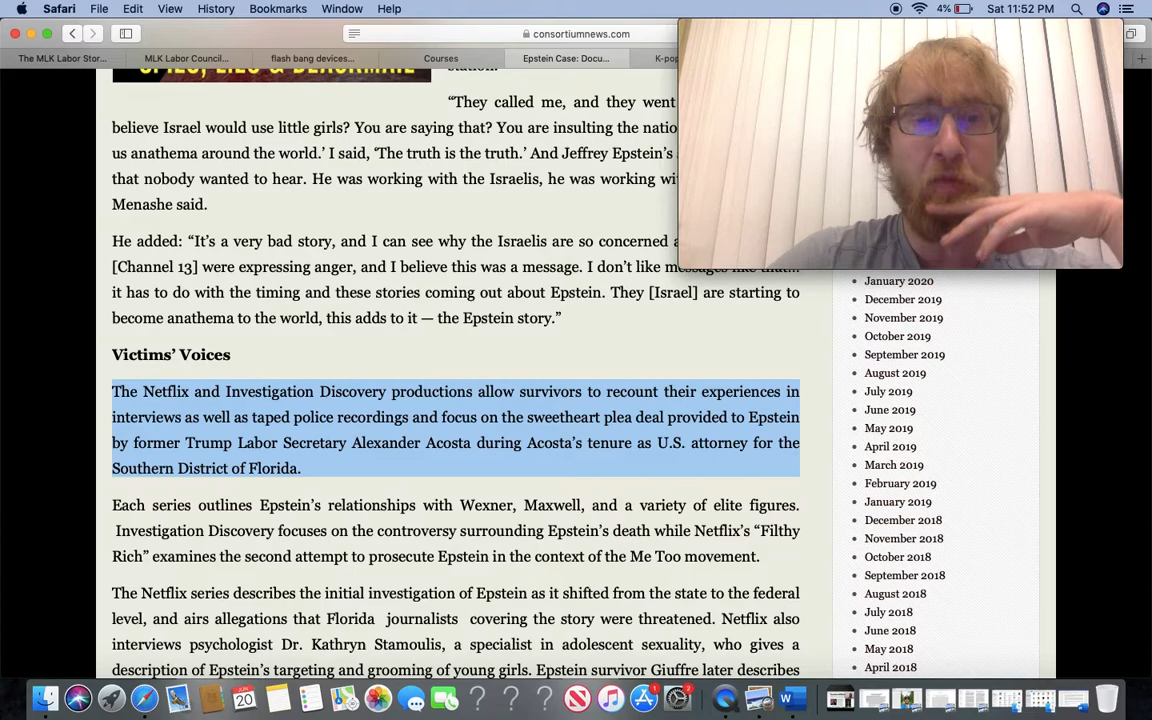 Safari File Edit View History Bookmarks Window Help 4% Sat 11:52 PM
consortiumnews.com
The MLK Labor Stor... MLK Labor Council... flash bang devices... Courses Epstein Case: Docu... K-pop
SPIES, LIES & BLACKMAIL
station.
“They called me, and they went
believe Israel would use little girls? You are saying that? You are insulting the natio
us anathema around the world.’ I said, ‘The truth is the truth.’ And Jeffrey Epstein’s
that nobody wanted to hear. He was working with the Israelis, he was working wi
Menashe said.
He added: “It’s a very bad story, and I can see why the Israelis are so concerned
[Channel 13] were expressing anger, and I believe this was a message. I don’t like messages like that...
it has to do with the timing and these stories coming out about Epstein. They [Israel] are starting to
become anathema to the world, this adds to it — the Epstein story.”
Victims’ Voices
The Netflix and Investigation Discovery productions allow survivors to recount their experiences in
interviews as well as taped police recordings and focus on the sweetheart plea deal provided to Epstein
by former Trump Labor Secretary Alexander Acosta during Acosta’s tenure as U.S. attorney for the
Southern District of Florida.
Each series outlines Epstein’s relationships with Wexner, Maxwell, and a variety of elite figures.
Investigation Discovery focuses on the controversy surrounding Epstein’s death while Netflix’s “Filthy
Rich” examines the second attempt to prosecute Epstein in the context of the Me Too movement.
The Netflix series describes the initial investigation of Epstein as it shifted from the state to the federal
level, and airs allegations that Florida journalists covering the story were threatened. Netflix also
interviews psychologist Dr. Kathryn Stamoulis, a specialist in adolescent sexuality, who gives a
description of Epstein’s targeting and grooming of young girls. Epstein survivor Giuffre later describes
January 2020
December 2019
November 2019
October 2019
September 2019
August 2019
July 2019
June 2019
May 2019
April 2019
March 2019
February 2019
January 2019
December 2018
November 2018
October 2018
September 2018
August 2018
July 2018
June 2018
May 2018
April 2018
JUN
20
1
2